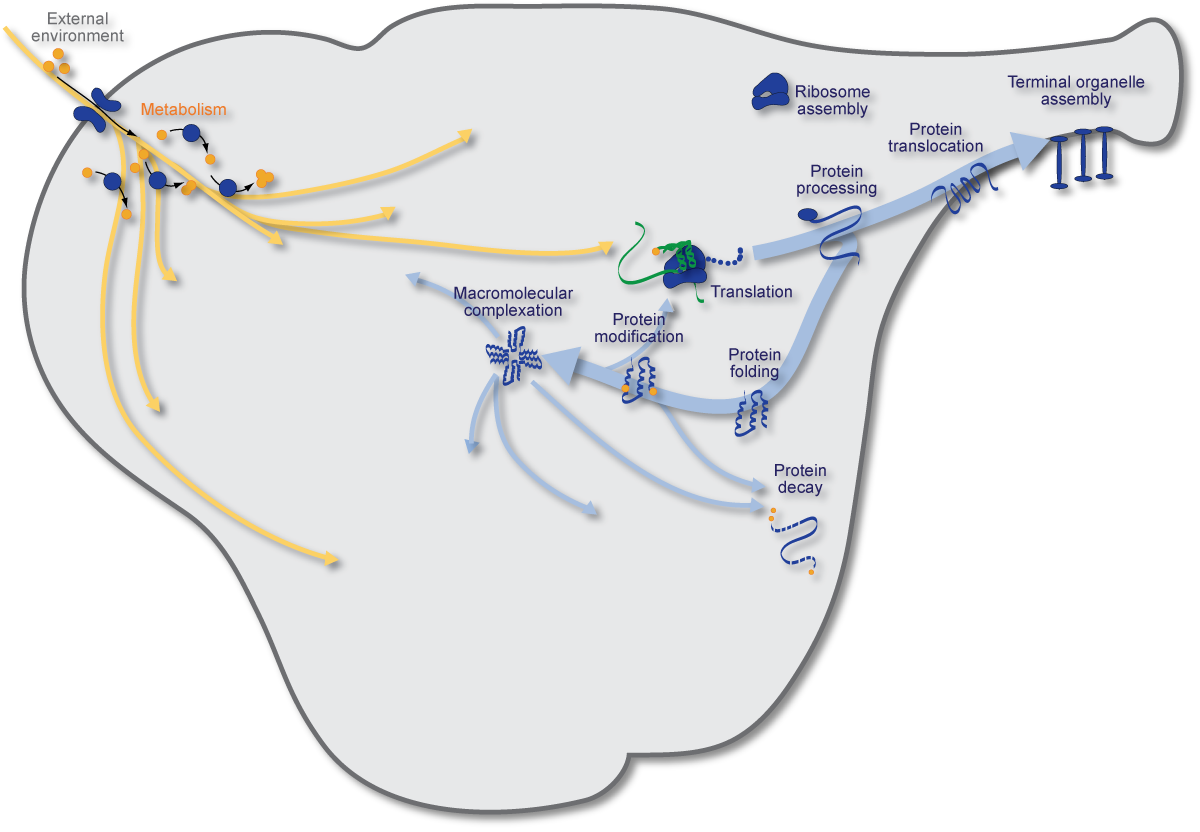 External
environment
Metabolism
Ribosome
assembly
Terminal organelle
assembly
Protein
translocation
Protein
processing
Translation
Macromolecular
complexation
Protein
modification
Protein
folding
Protein
decay